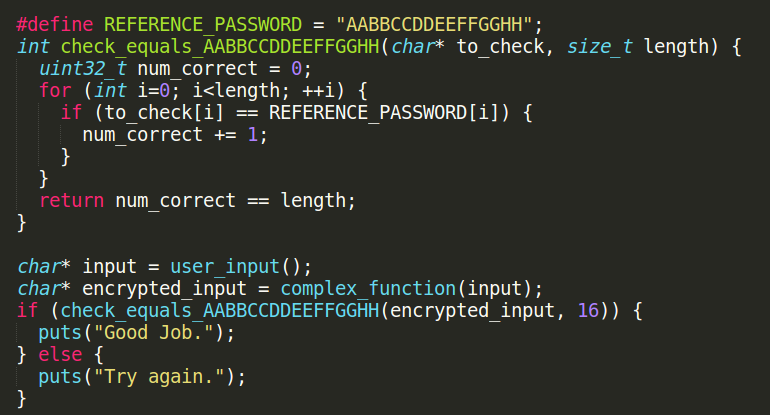 #define REFERENCE_PASSWORD = "AABBCCDDEEFFGGHH";
int check_equals_AABBCCDDEEFFGGHH(char* to_check, size_t length) {
  uint32_t num_correct = 0;
  for (int i=0; i<length; ++i) {
    if (to_check[i] == REFERENCE_PASSWORD[i]) {
      num_correct += 1;
    }
  }
  return num_correct == length;
}

char* input = user_input();
char* encrypted_input = complex_function(input);
if (check_equals_AABBCCDDEEFFGGHH(encrypted_input, 16)) {
  puts("Good Job.");
} else {
  puts("Try again.");
}